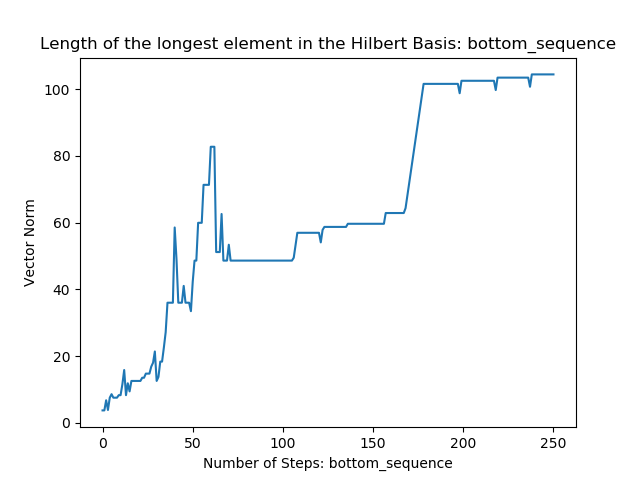 Length of the longest element in the Hilbert Basis: bottom_sequence
100
80
60
40
20
0
Vector Norm
0 50 100 150 200 250
Number of Steps: bottom_sequence